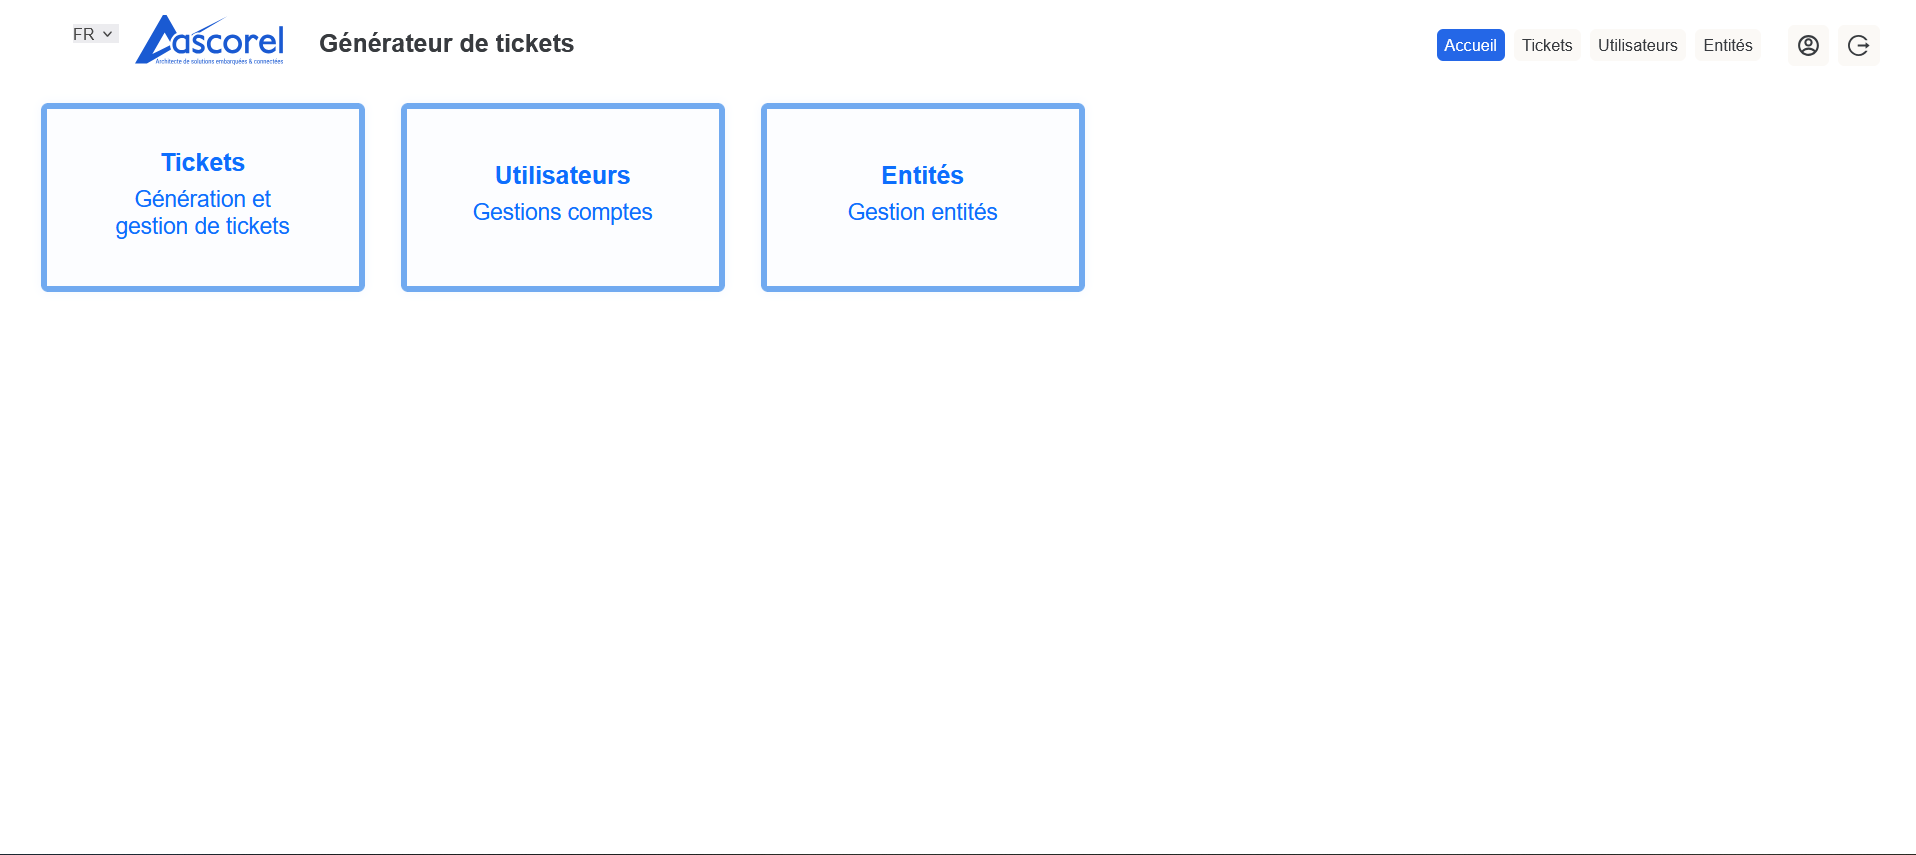 FR
Aascorel
Architecte de solutions embarquées & connectées
Générateur de tickets
Accueil
Tickets
Utilisateurs
Entités
Tickets
Génération et
gestion de tickets
Utilisateurs
Gestions comptes
Entités
Gestion entités